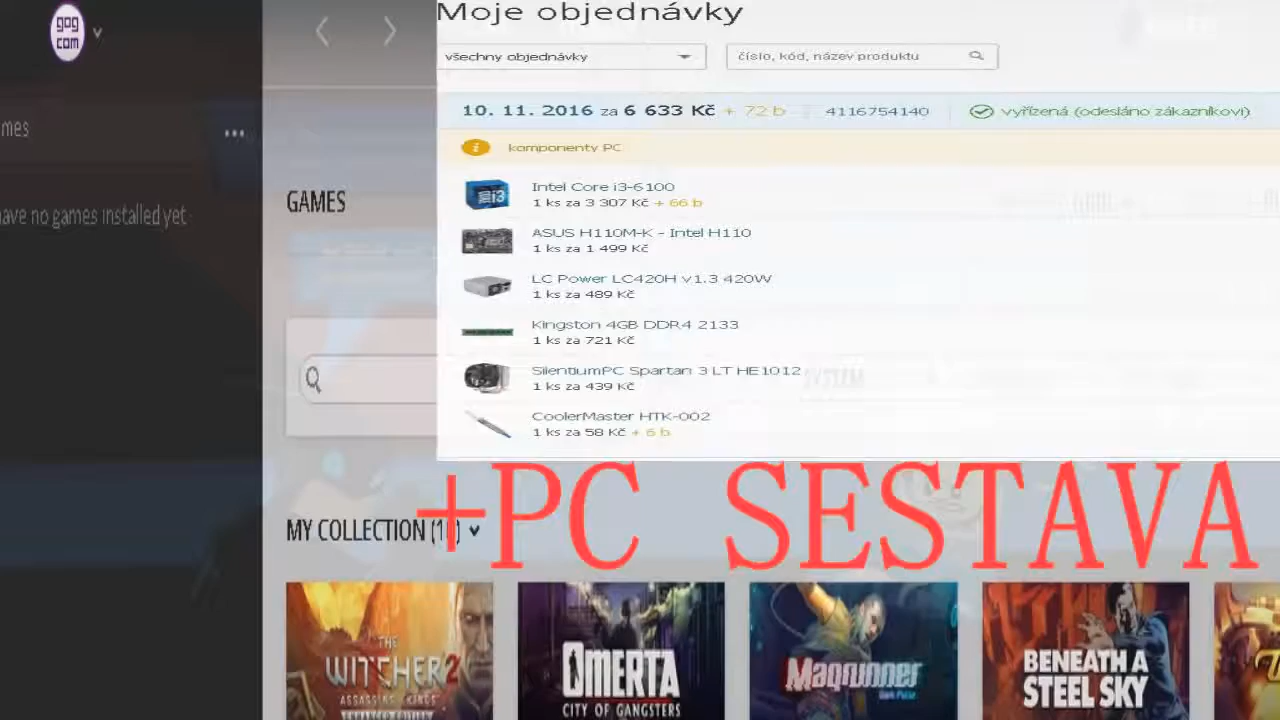 gog
com
Moje objednávky
všechny objednávky
číslo, kód, název produktu
10. 11. 2016 za 6 633 Kč + 72 b
4116754140
vyřízená (odesláno zákazníkovi)
mes
komponenty PC
Intel Core i3-6100
1 ks za 3 307 Kč + 66 b
GAMES
ave no games installed yet
ASUS H110M-K - Intel H110
1 ks za 1 499 Kč
LC Power LC420H v1.3 420W
1 ks za 489 Kč
Kingston 4GB DDR4 2133
1 ks za 721 Kč
SilentiumPC Spartan 3 LT HE1012
1 ks za 439 Kč
SYSTEM
CoolerMaster HTK-002
1 ks za 58 Kč + 6 b
+PC SESTAVA
MY COLLECTION
THE
WITCHER 2
ASSASSINS OF KINGS
OMERTA
CITY OF GANGSTERS
Magrunner
Dark Pulse
BENEATH A
STEEL SKY